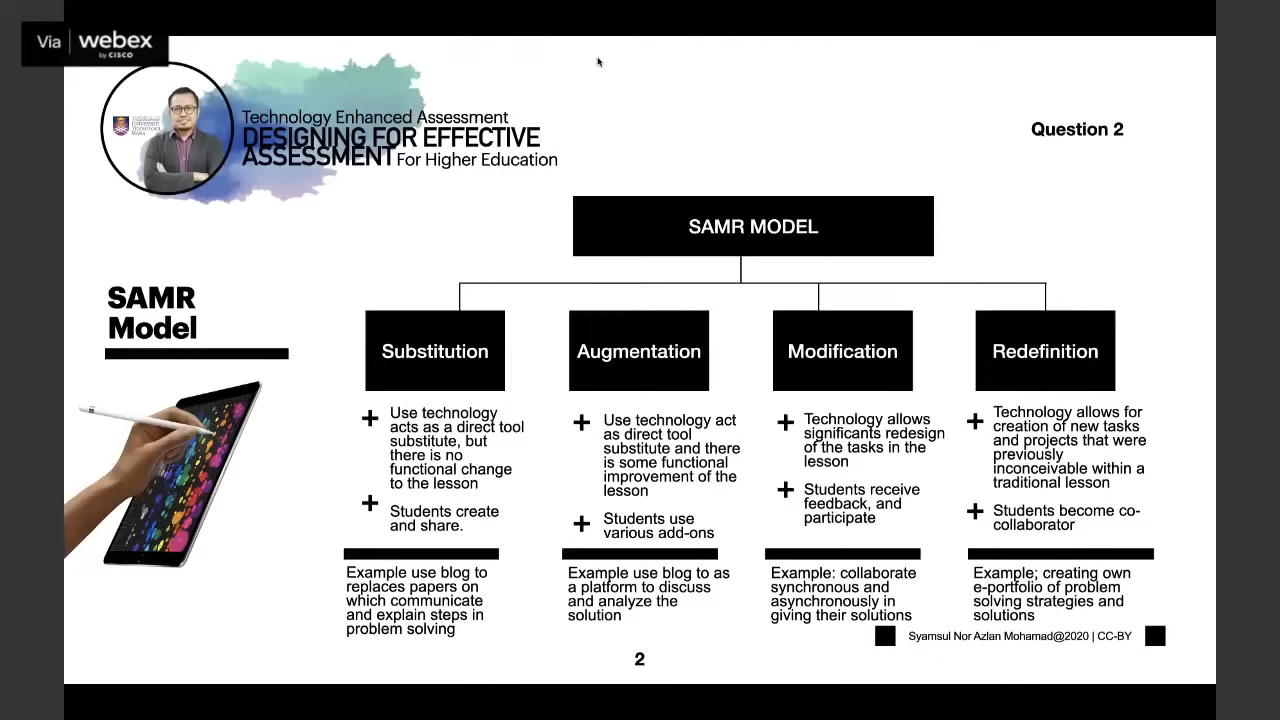 Via webex
by CISCO
UNIVERSITI
TEKNOLOGI
MARA
Technology Enhanced Assessment
DESIGNING FOR EFFECTIVE
ASSESSMENT For Higher Education
Question 2
SAMR MODEL
SAMR
Model
Substitution
Use technology
acts as a direct tool
substitute, but
there is no
functional change
to the lesson
Students create
and share.
Example use blog to
replaces papers on
which communicate
and explain steps in
problem solving
Augmentation
Use technology act
as direct tool
substitute and there
is some functional
improvement of the
lesson
Students use
various add-ons
Example use blog to as
a platform to discuss
and analyze the
solution
Modification
Technology allows
significants redesign
of the tasks in the
lesson
Students receive
feedback, and
participate
Example: collaborate
synchronous and
asynchronously in
giving their solutions
Redefinition
Technology allows for
creation of new tasks
and projects that were
previously
inconceivable within a
traditional lesson
Students become co-
collaborator
Example; creating own
e-portfolio of problem
solving strategies and
solutions
Syamsul Nor Azlan Mohamad@2020 | CC-BY
2